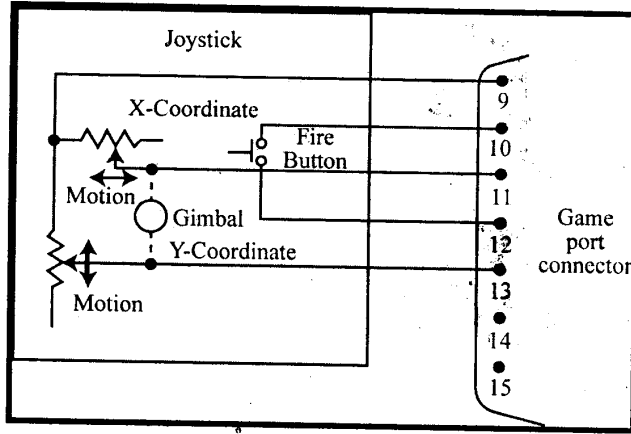 Joystick
X-Coordinate
Fire
Button
Motion
Gimbal
Y-Coordinate
Motion
9
10
11
12
13
14
15
Game
port
connector